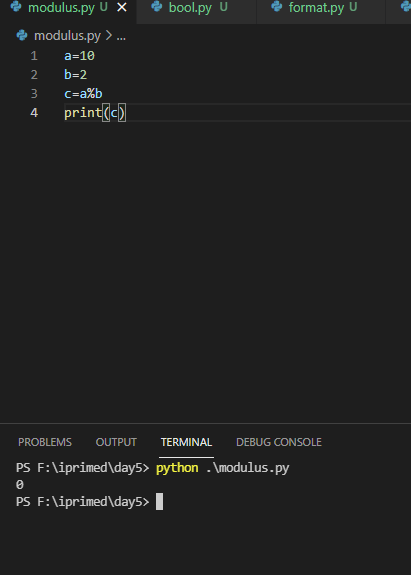 modulus.py U bool.py U format.py U
modulus.py > ...
1 a=10
2 b=2
3 c=a%b
4 print(c)
PROBLEMS OUTPUT TERMINAL DEBUG CONSOLE
PS F:\iprimed\day5> python .\modulus.py
0
PS F:\iprimed\day5>